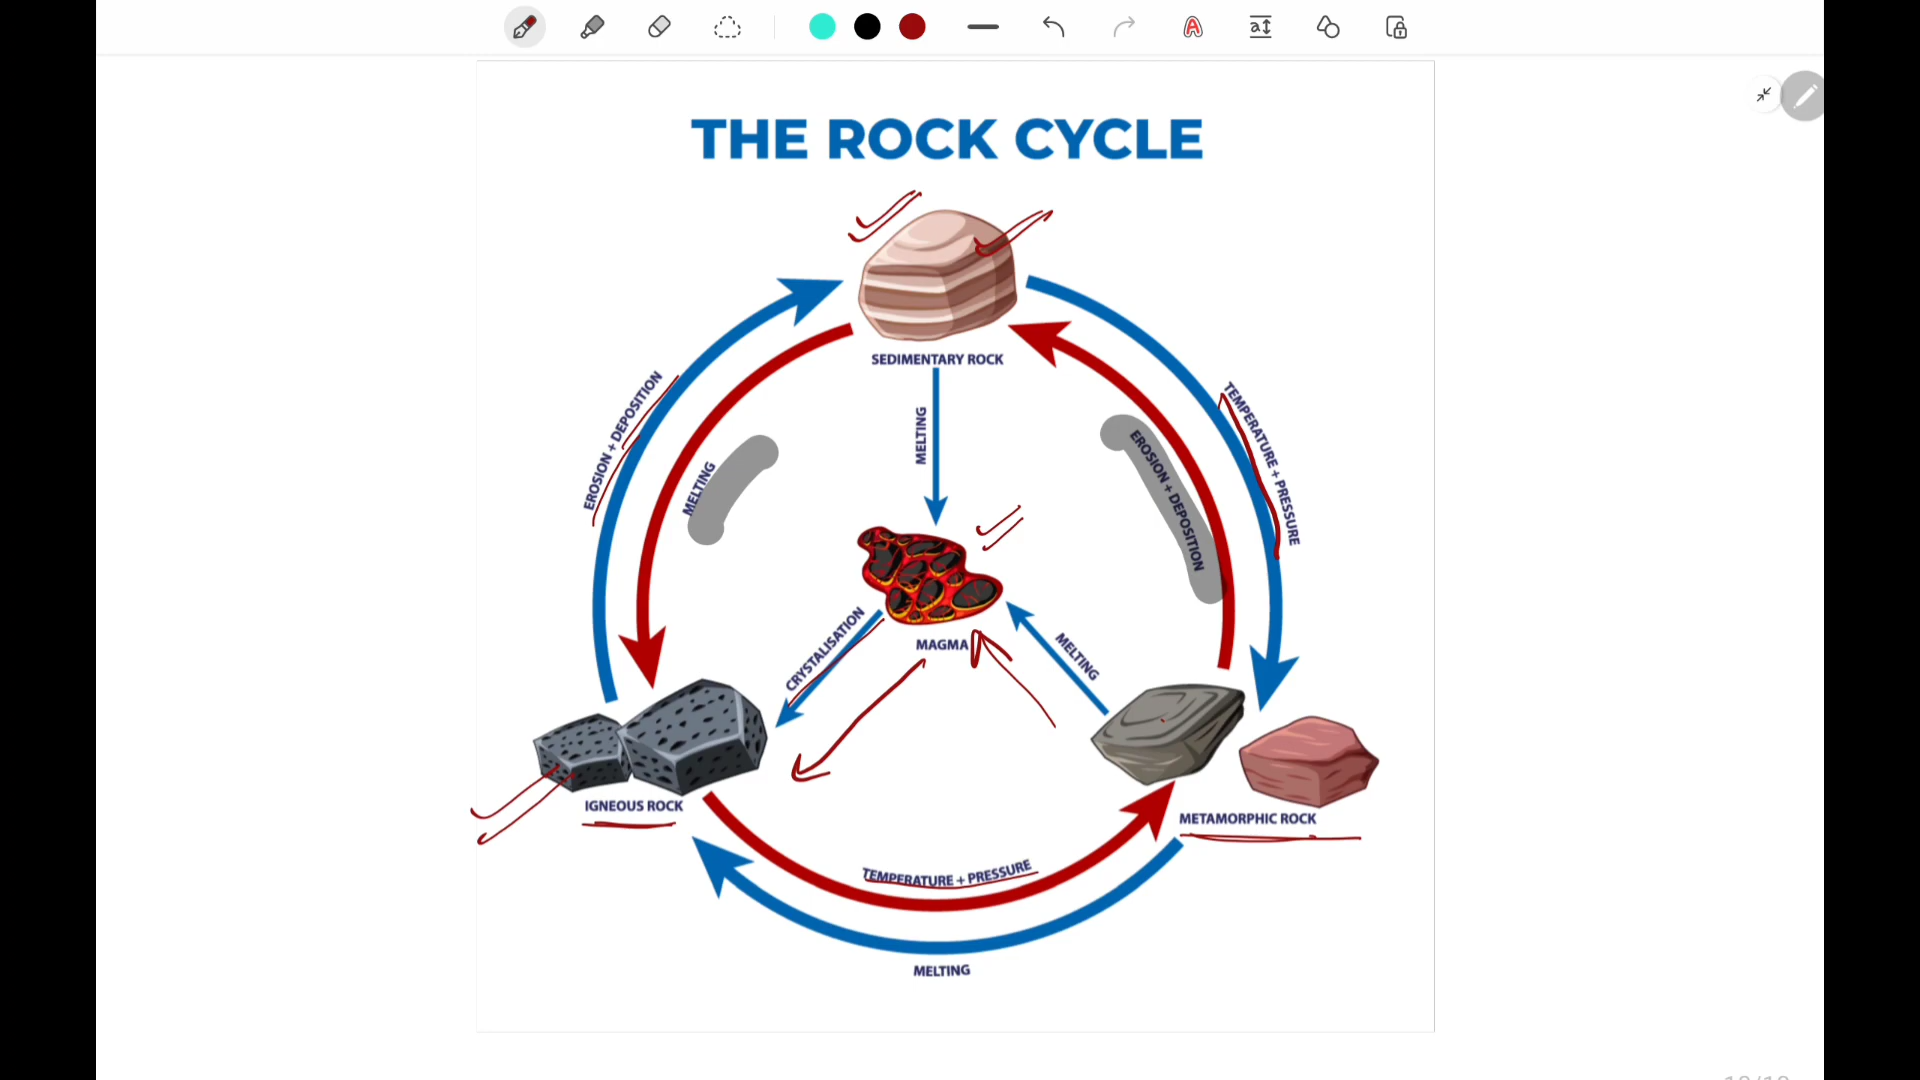 THE ROCK CYCLE
SEDIMENTARY ROCK
EROSION + DEPOSITION
MELTING
MELTING
EROSION + DEPOSITION
TEMPERATURE + PRESSURE
MAGMA
CRYSTALISATION
MELTING
IGNEOUS ROCK
METAMORPHIC ROCK
TEMPERATURE + PRESSURE
MELTING